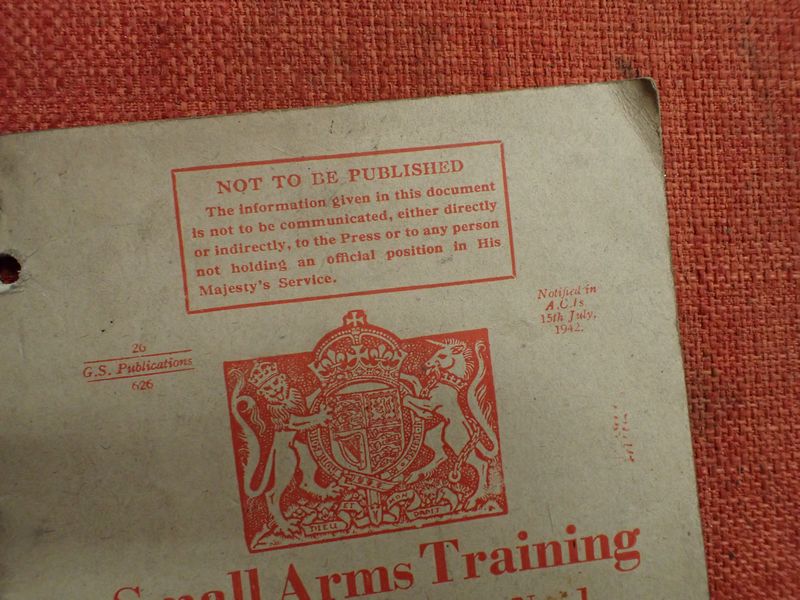 NOT TO BE PUBLISHED
The information given in this document
is not to be communicated, either directly
or indirectly, to the Press or to any person
not holding an official position in His
Majesty's Service.
Notified in
A.C.Is.
15th July,
1942.
26
G.S. Publications
626
DIEU ET MON DROIT
Small Arms Training